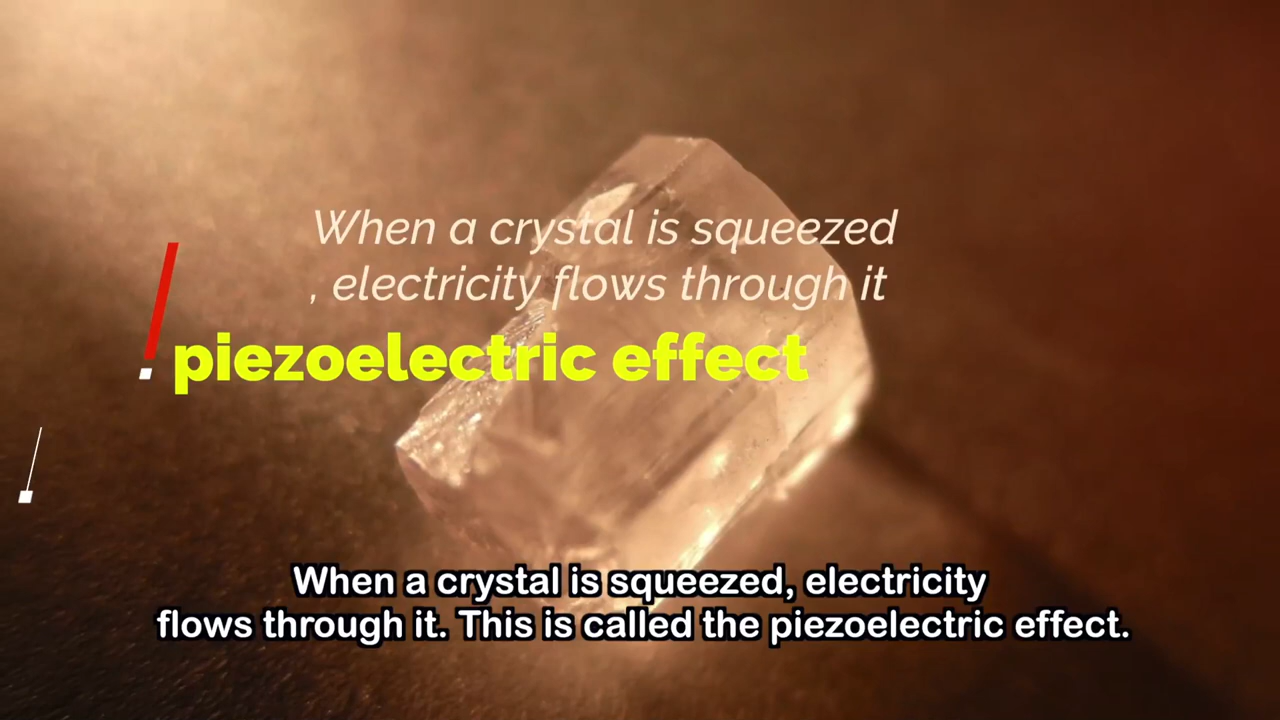 When a crystal is squeezed
, electricity flows through it
piezoelectric effect
When a crystal is squeezed, electricity
flows through it. This is called the piezoelectric effect.